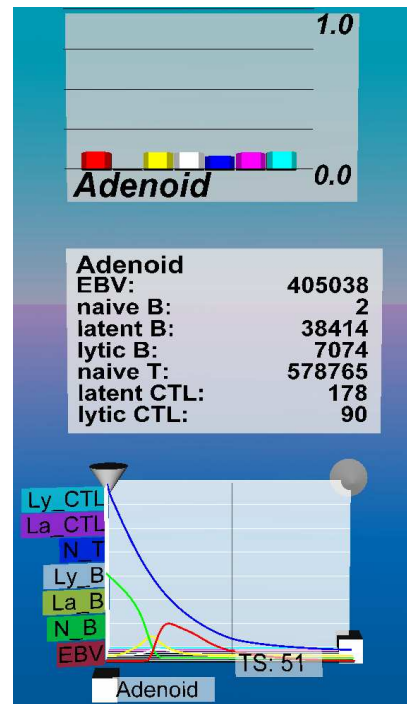 1.0
Adenoid
0.0
Adenoid
EBV: 405038
naive B: 2
latent B: 38414
lytic B: 7074
naive T: 578765
latent CTL: 178
lytic CTL: 90
Ly_CTL
La_CTL
N_T
Ly_B
La_B
N_B
EBV
TS: 51
Adenoid